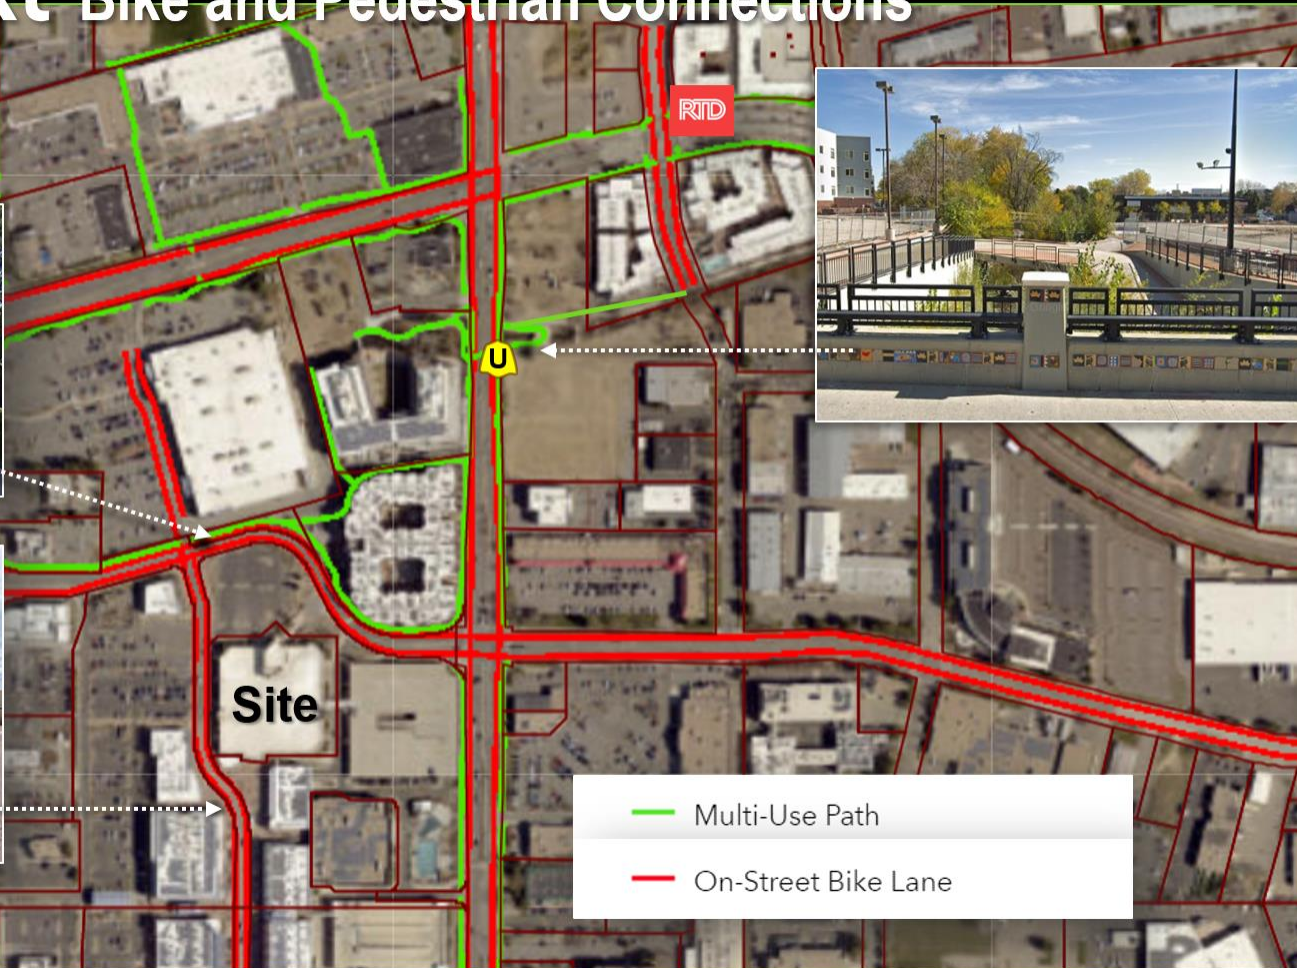 Bike and Pedestrian Connections
RTD
U
Site
Multi-Use Path
On-Street Bike Lane